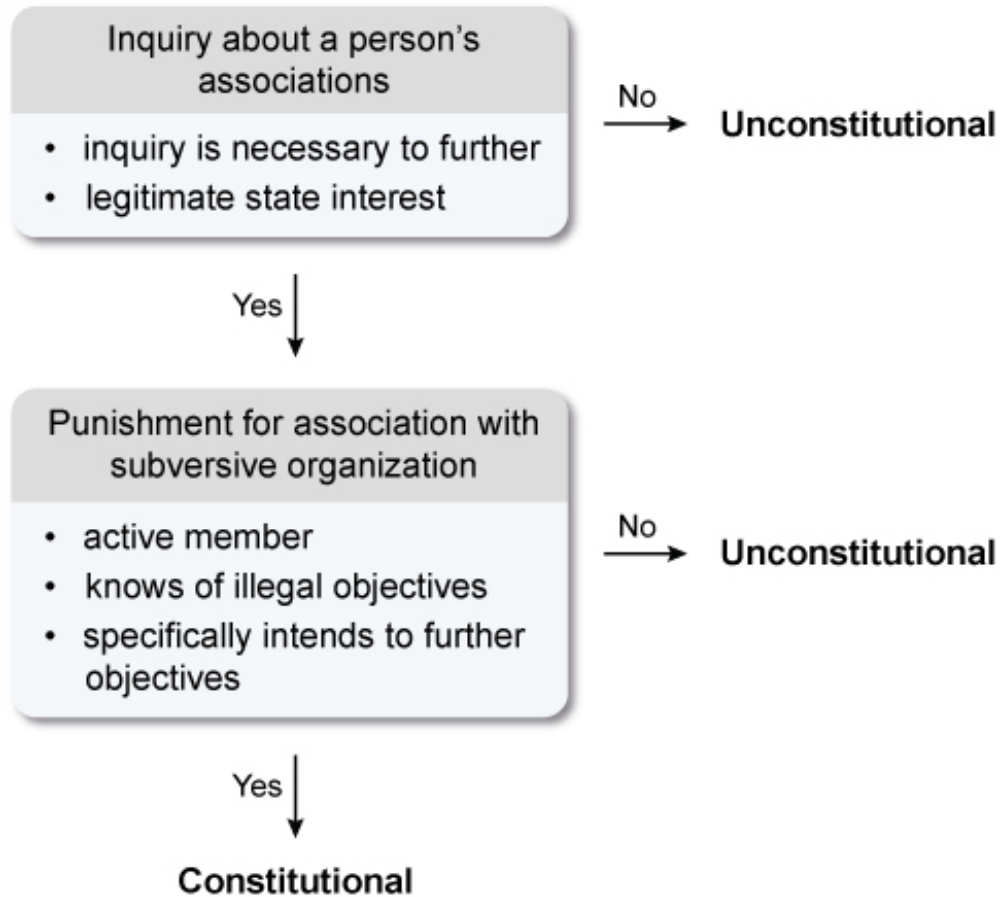 Inquiry about a person's
associations
• inquiry is necessary to further
• legitimate state interest
No
Unconstitutional
Yes
Punishment for association with
subversive organization
• active member
• knows of illegal objectives
• specifically intends to further
objectives
No
Unconstitutional
Yes
Constitutional